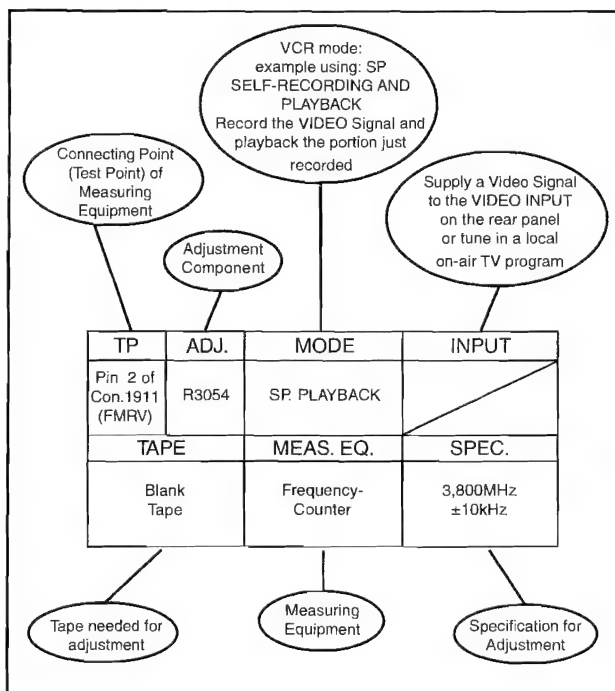 VCR mode:
example using: SP
SELF-RECORDING AND
PLAYBACK
Record the VIDEO Signal and
playback the portion just
recorded
Connecting Point
(Test Point) of
Measuring
Equipment
Supply a Video Signal
to the VIDEO INPUT
on the rear panel
or tune in a local
on-air TV program
Adjustment
Component
TP ADJ. MODE INPUT
Pin 2 of
Con.1911
(FMRV)
R3054 SP. PLAYBACK
TAPE MEAS. EQ. SPEC.
Blank Frequency- 3,800MHz
Tape Counter ±10kHz
Tape needed for
adjustment
Measuring
Equipment
Specification for
Adjustment